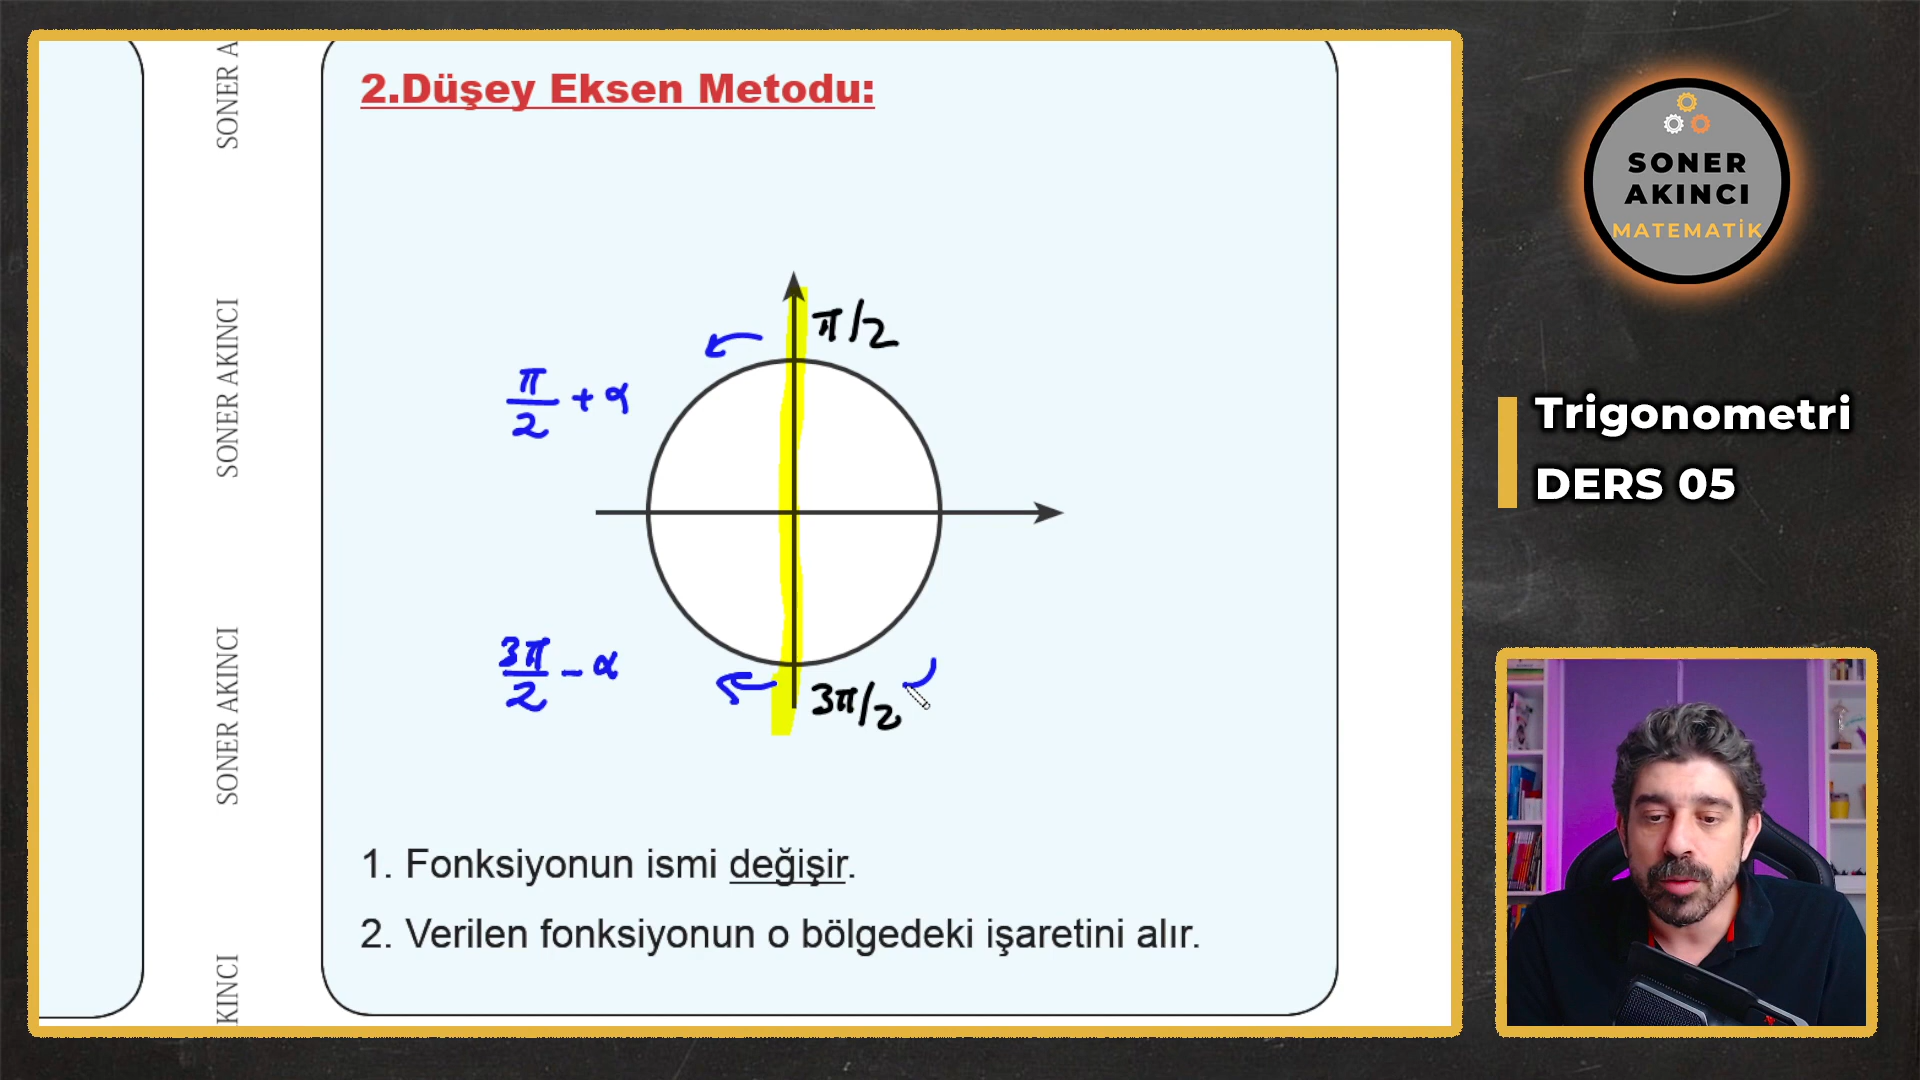 SONER A
SONER AKINCI
SONER AKINCI
KINCI
2.Düşey Eksen Metodu:
π/2
π/2 + α
3π/2 - α
3π/2
1. Fonksiyonun ismi değişir.
2. Verilen fonksiyonun o bölgedeki işaretini alır.
SONER
AKINCI
MATEMATİK
Trigonometri
DERS 05